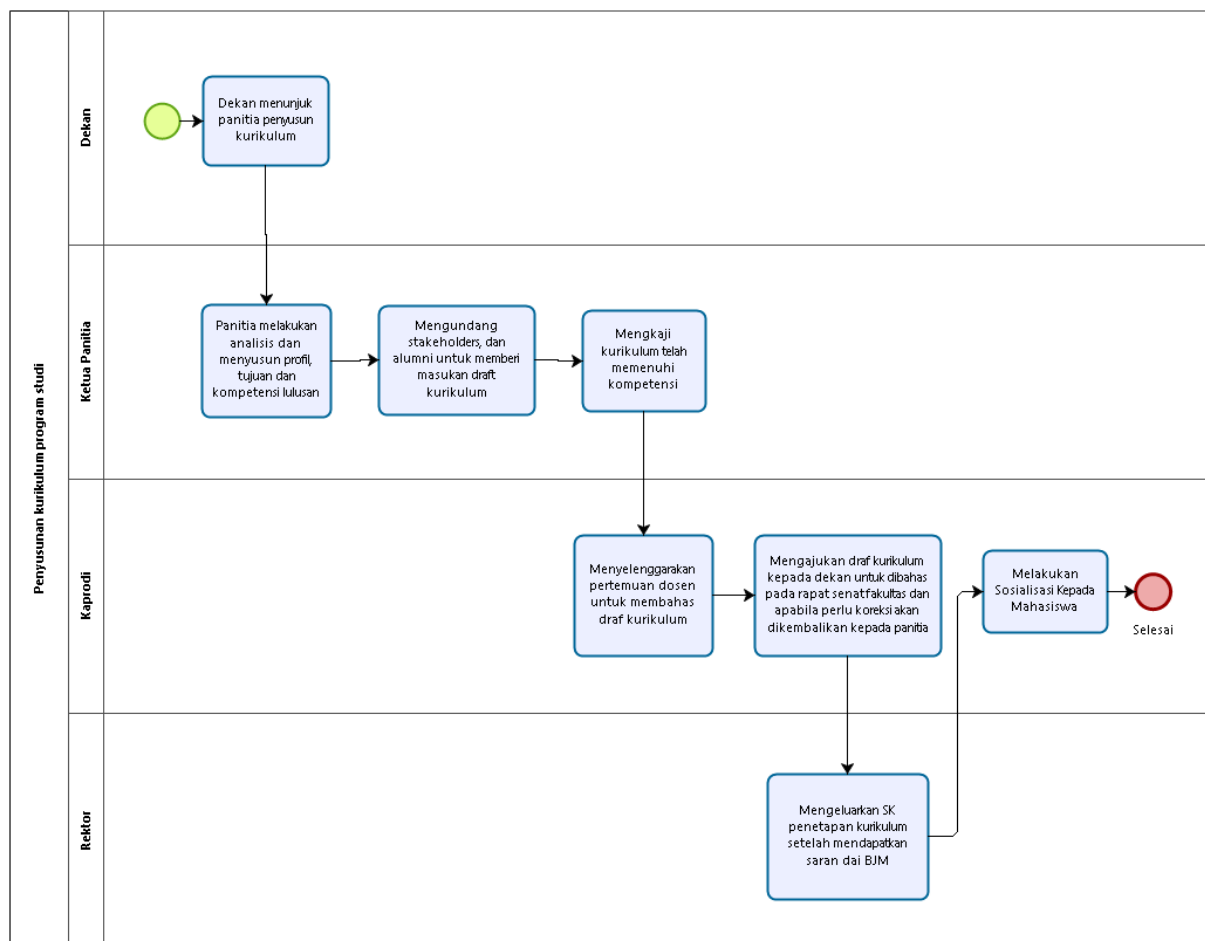 Penyusunan kurikulum program studi
Dekan
Dekan menunjuk
panitia penyusun
kurikulum
Ketua Panitia
Panitia melakukan
analisis dan
menyusun profil,
tujuan dan
kompetensi lulusan
Mengundang
stakeholders, dan
alumni untuk memberi
masukan draft
kurikulum
Mengkaji
kurikulum telah
memenuhi
kompetensi
Kaprodi
Menyelenggarakan
pertemuan dosen
untuk membahas
draf kurikulum
Mengajukan draf kurikulum
kepada dekan untuk dibahas
pada rapat senat fakultas dan
apabila perlu koreksi akan
dikembalikan kepada panitia
Melakukan
Sosialisasi Kepada
Mahasiswa
Selesai
Rektor
Mengeluarkan SK
penetapan kurikulum
setelah mendapatkan
saran dai BJM